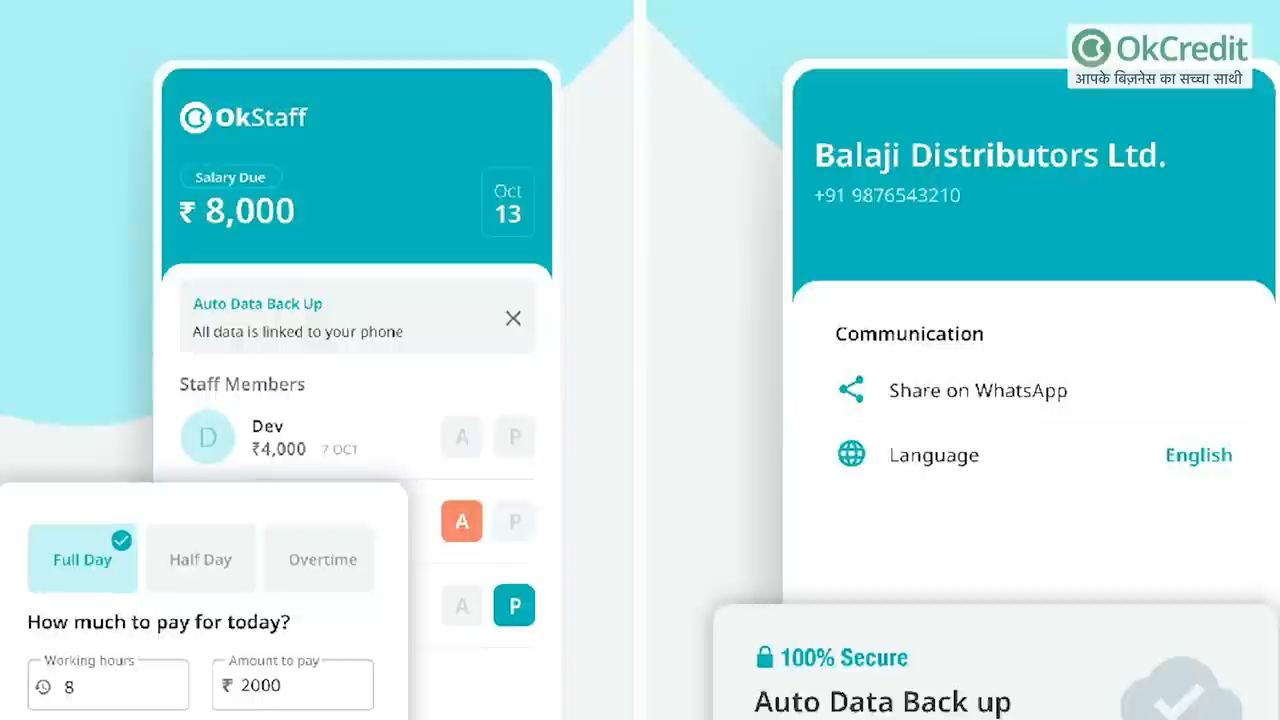 OkStaff
Salary Due
₹ 8,000
Oct
13
Auto Data Back Up
All data is linked to your phone
Staff Members
D
Dev
₹4,000 7 OCT
A P
A P
A P
Full Day
Half Day
Overtime
How much to pay for today?
Working hours
8
Amount to pay
₹ 2000
OkCredit
आपके बिज़नेस का सच्चा साथी
Balaji Distributors Ltd.
+91 9876543210
Communication
Share on WhatsApp
Language English
100% Secure
Auto Data Back up